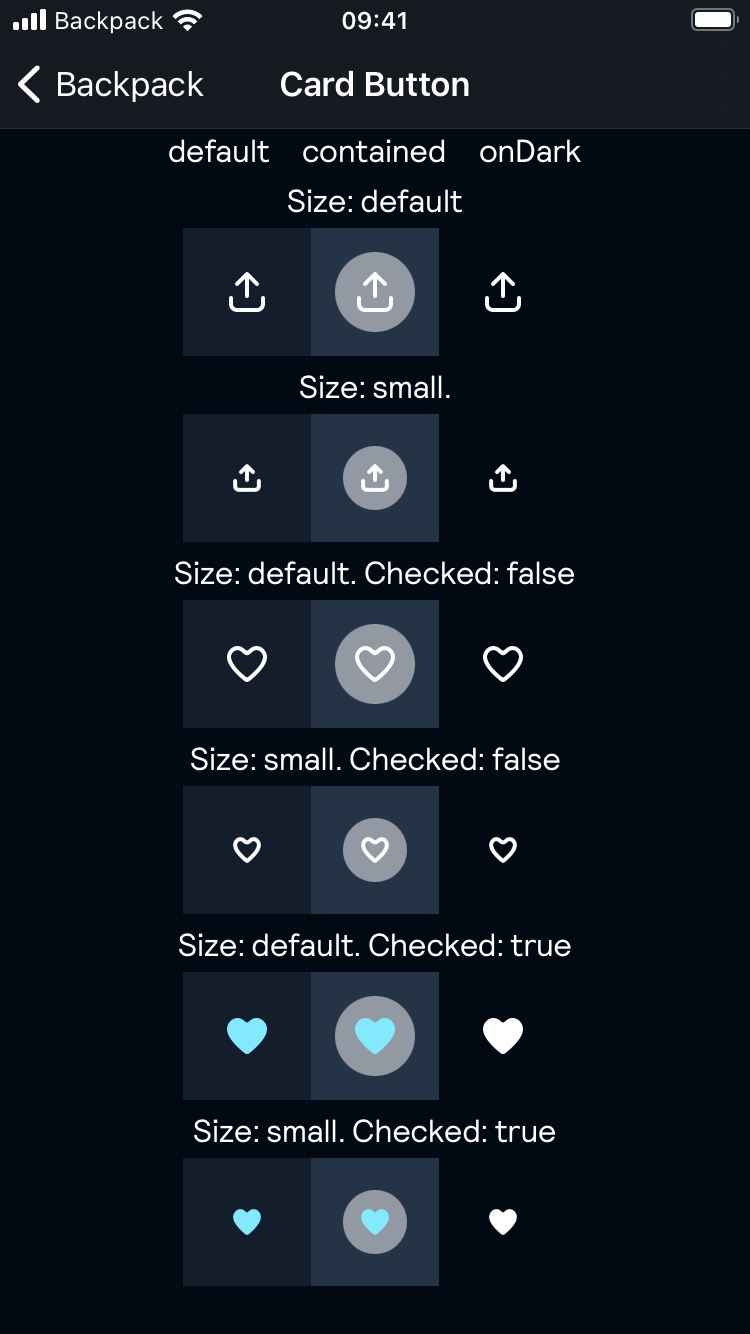 Backpack 09:41
Backpack Card Button
default contained onDark
Size: default
Size: small.
Size: default. Checked: false
Size: small. Checked: false
Size: default. Checked: true
Size: small. Checked: true